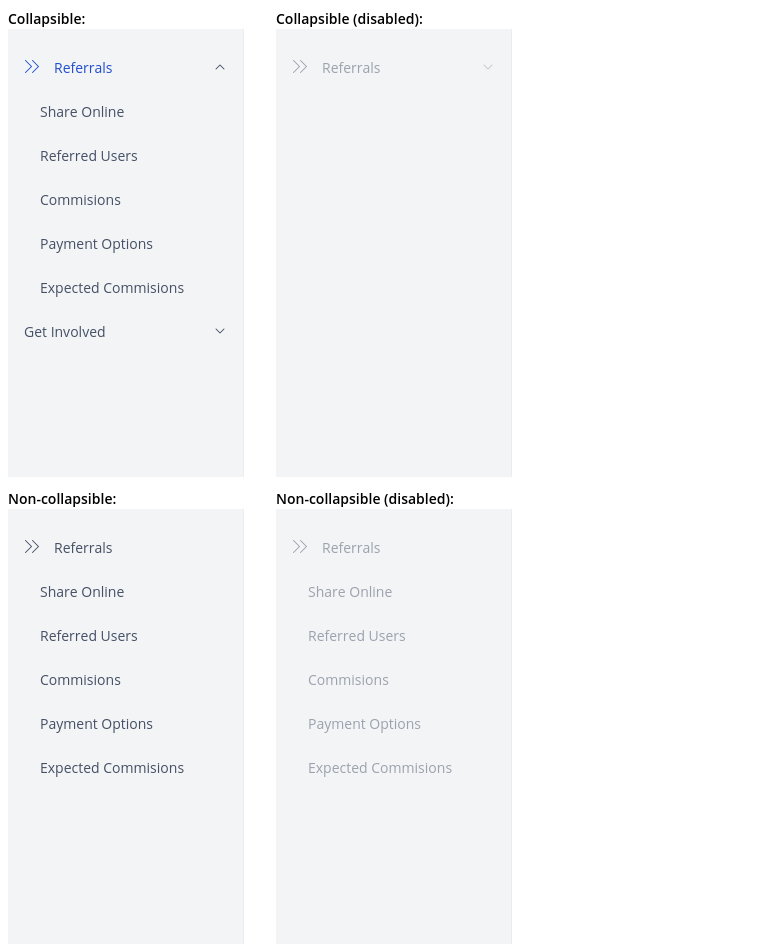 Collapsible:
Referrals
Share Online
Referred Users
Commisions
Payment Options
Expected Commisions
Get Involved
Collapsible (disabled):
Referrals
Non-collapsible:
Referrals
Share Online
Referred Users
Commisions
Payment Options
Expected Commisions
Non-collapsible (disabled):
Referrals
Share Online
Referred Users
Commisions
Payment Options
Expected Commisions